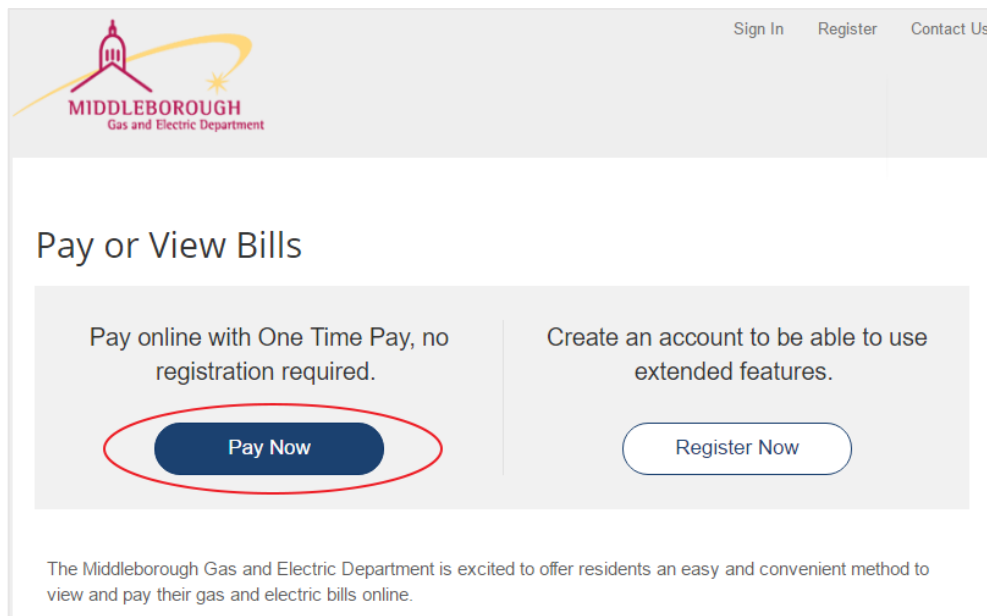 Sign In Register Contact Us
MIDDLEBOROUGH
Gas and Electric Department
Pay or View Bills
Pay online with One Time Pay, no
registration required.
Pay Now
Create an account to be able to use
extended features.
Register Now
The Middleborough Gas and Electric Department is excited to offer residents an easy and convenient method to
view and pay their gas and electric bills online.